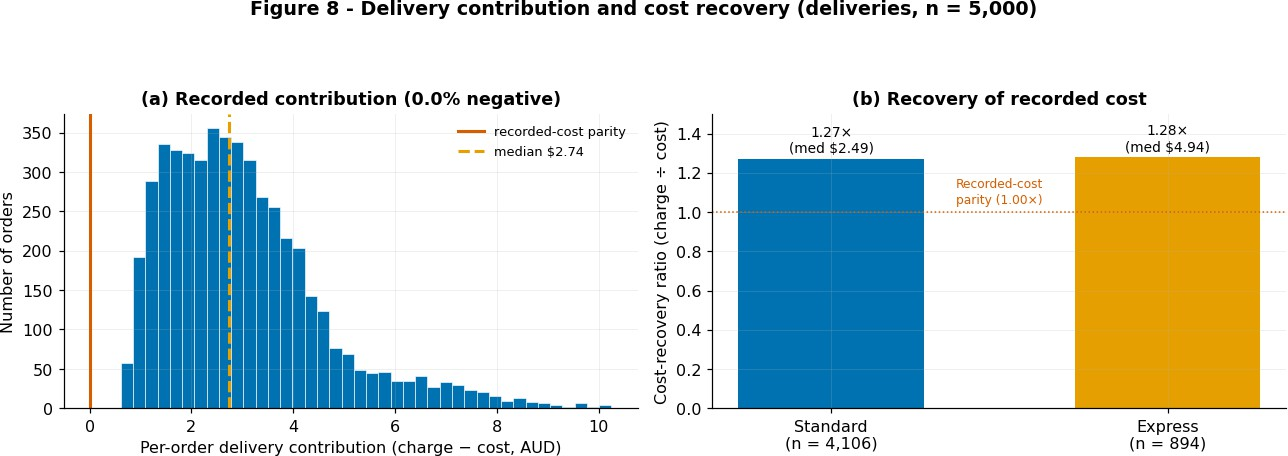 Figure 8 - Delivery contribution and cost recovery (deliveries, n = 5,000)
(a) Recorded contribution (0.0% negative)
Number of orders
350
300
250
200
150
100
50
0
recorded-cost parity
median $2.74
0 2 4 6 8 10
Per-order delivery contribution (charge − cost, AUD)
(b) Recovery of recorded cost
Cost-recovery ratio (charge ÷ cost)
1.4
1.2
1.0
0.8
0.6
0.4
0.2
0.0
1.27×
(med $2.49)
Recorded-cost
parity (1.00×)
1.28×
(med $4.94)
Standard
(n = 4,106)
Express
(n = 894)